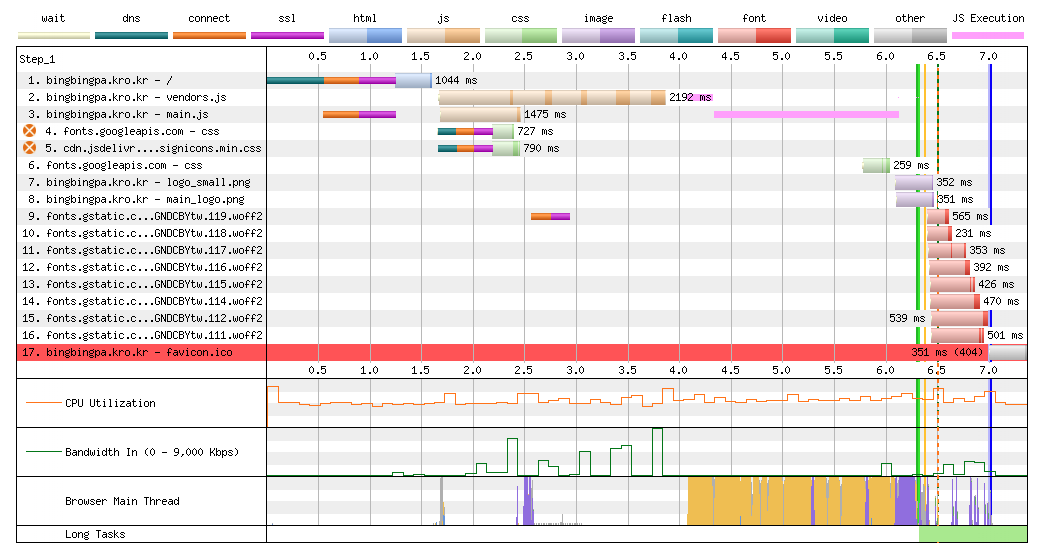 wait dns connect ssl html js css image flash font video other JS Execution
Step_1 0.5 1.0 1.5 2.0 2.5 3.0 3.5 4.0 4.5 5.0 5.5 6.0 6.5 7.0
1. bingbingpa.kro.kr - / 1044 ms
2. bingbingpa.kro.kr - vendors.js 2192 ms
3. bingbingpa.kro.kr - main.js 1475 ms
4. fonts.googleapis.com - css 727 ms
5. cdn.jsdelivr....signicons.min.css 790 ms
6. fonts.googleapis.com - css 259 ms
7. bingbingpa.kro.kr - logo_small.png 352 ms
8. bingbingpa.kro.kr - main_logo.png 351 ms
9. fonts.gstatic.c...GNDCBYtw.119.woff2 565 ms
10. fonts.gstatic.c...GNDCBYtw.118.woff2 231 ms
11. fonts.gstatic.c...GNDCBYtw.117.woff2 353 ms
12. fonts.gstatic.c...GNDCBYtw.116.woff2 392 ms
13. fonts.gstatic.c...GNDCBYtw.115.woff2 426 ms
14. fonts.gstatic.c...GNDCBYtw.114.woff2 470 ms
15. fonts.gstatic.c...GNDCBYtw.112.woff2 539 ms
16. fonts.gstatic.c...GNDCBYtw.111.woff2 501 ms
17. bingbingpa.kro.kr - favicon.ico 351 ms (404)
0.5 1.0 1.5 2.0 2.5 3.0 3.5 4.0 4.5 5.0 5.5 6.0 6.5 7.0
CPU Utilization
Bandwidth In (0 - 9,000 Kbps)
Browser Main Thread
Long Tasks